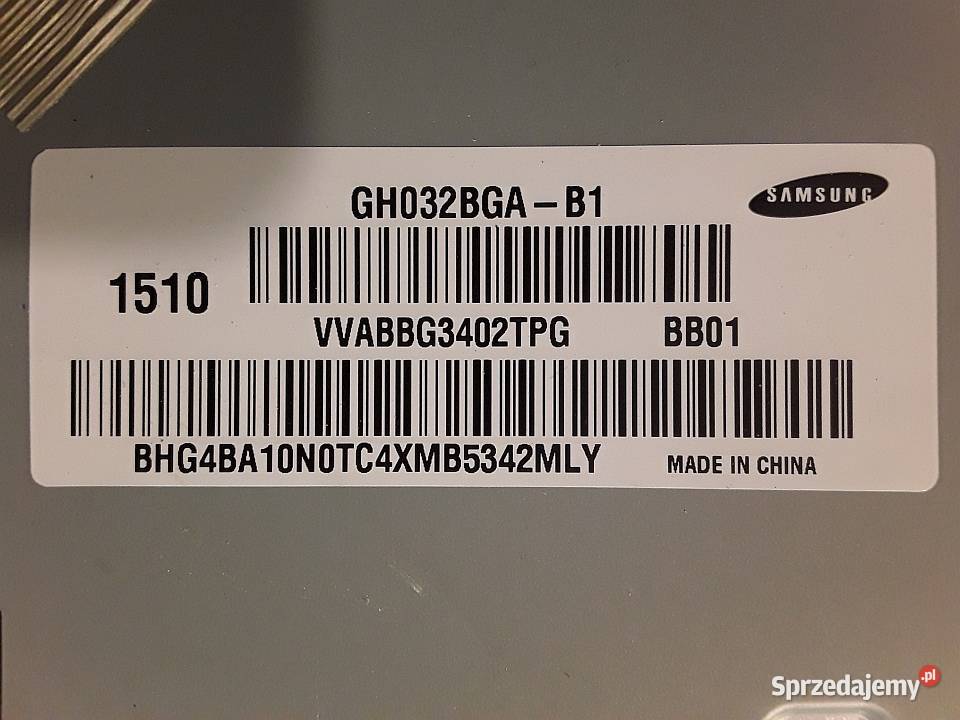 GH032BGA-B1
SAMSUNG
1510
VVABBG3402TPG BB01
BHG4BA10N0TC4XMB5342MLY MADE IN CHINA
Sprzedajemy.pl